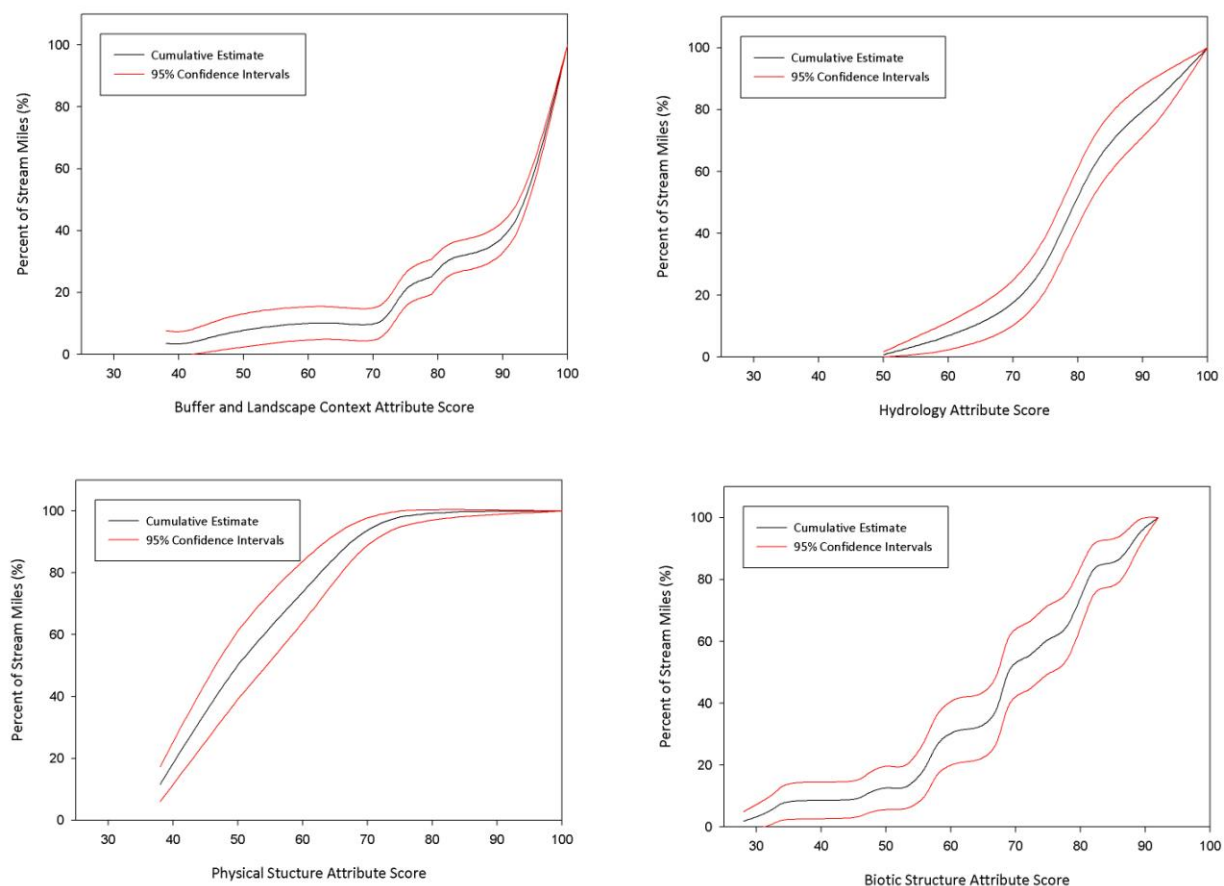 Cumulative Estimate
95% Confidence Intervals
Percent of Stream Miles (%)
100
80
60
40
20
0
30 40 50 60 70 80 90 100
Buffer and Landscape Context Attribute Score
Cumulative Estimate
95% Confidence Intervals
Percent of Stream Miles (%)
100
80
60
40
20
0
30 40 50 60 70 80 90 100
Hydrology Attribute Score
Cumulative Estimate
95% Confidence Intervals
Percent of Stream Miles (%)
100
80
60
40
20
0
30 40 50 60 70 80 90 100
Physical Stucture Attribute Score
Cumulative Estimate
95% Confidence Intervals
Percent of Stream Miles (%)
100
80
60
40
20
0
30 40 50 60 70 80 90 100
Biotic Structure Attribute Score